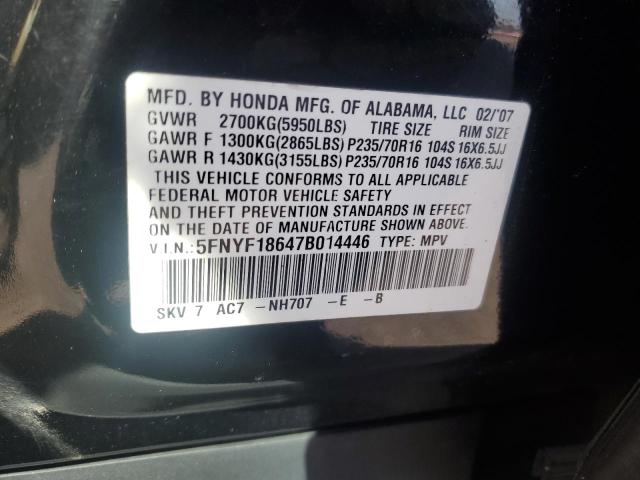 MFD. BY HONDA MFG. OF ALABAMA, LLC 02/'07
GVWR 2700KG(5950LBS) TIRE SIZE RIM SIZE
GAWR F 1300KG(2865LBS) P235/70R16 104S 16X6.5JJ
GAWR R 1430KG(3155LBS) P235/70R16 104S 16X6.5JJ
THIS VEHICLE CONFORMS TO ALL APPLICABLE
FEDERAL MOTOR VEHICLE SAFETY
AND THEFT PREVENTION STANDARDS IN EFFECT
ON THE DATE OF MANUFACTURE SHOWN ABOVE.
V.I.N.:5FNYF18647B014446 TYPE: MPV
SKV 7 AC7 -NH707 -E -B